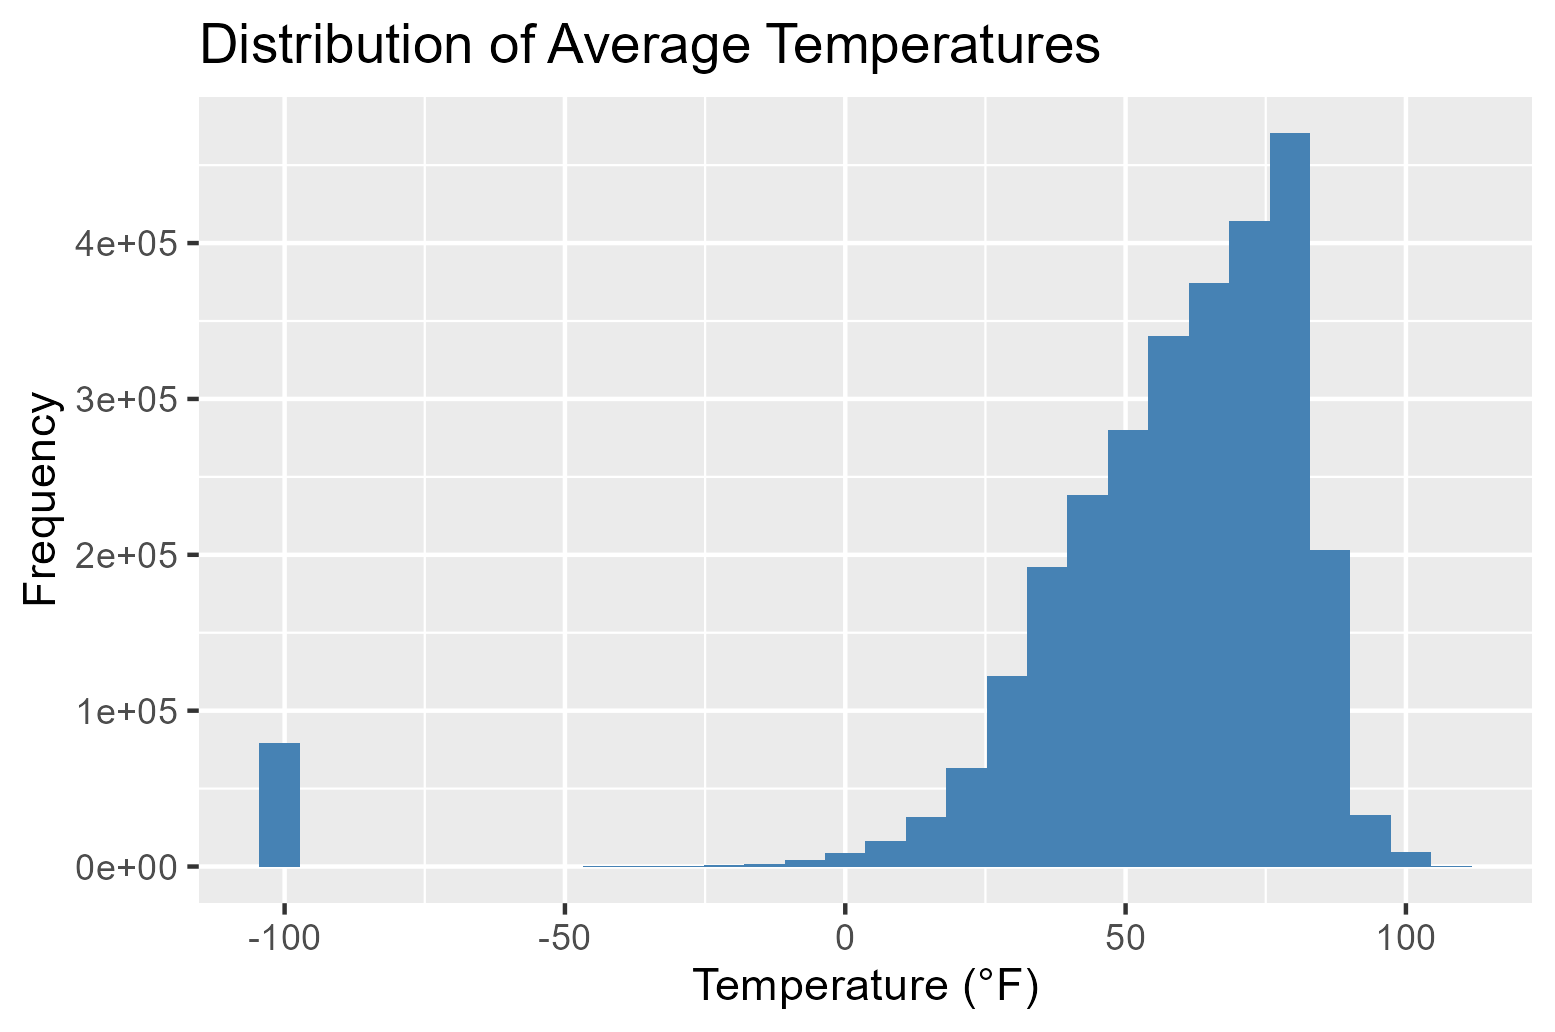 Distribution of Average Temperatures
Frequency
4e+05
3e+05
2e+05
1e+05
0e+00
-100
-50
0
50
100
Temperature (°F)